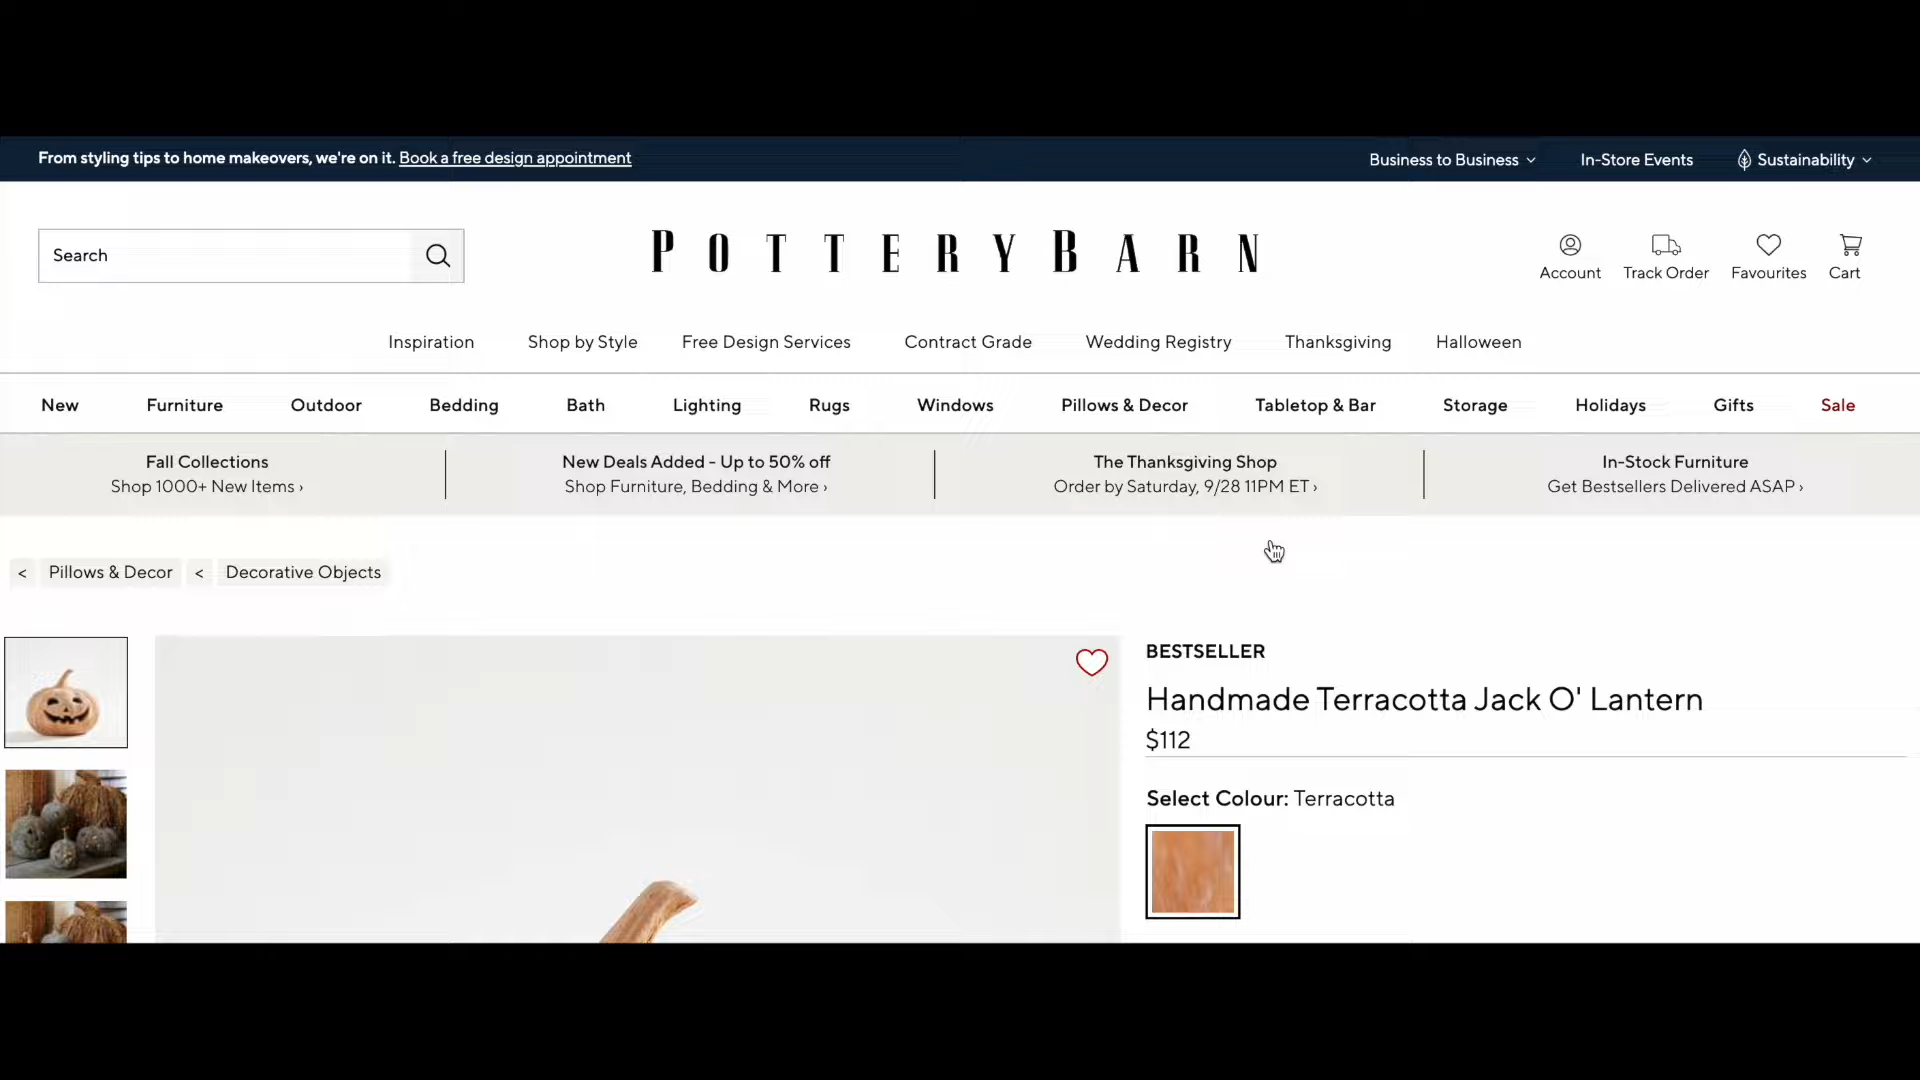 From styling tips to home makeovers, we're on it. Book a free design appointment
Business to Business
In-Store Events
Sustainability
Search
POTTERY BARN
Account
Track Order
Favourites
Cart
Inspiration
Shop by Style
Free Design Services
Contract Grade
Wedding Registry
Thanksgiving
Halloween
New
Furniture
Outdoor
Bedding
Bath
Lighting
Rugs
Windows
Pillows & Decor
Tabletop & Bar
Storage
Holidays
Gifts
Sale
Fall Collections
Shop 1000+ New Items ›
New Deals Added - Up to 50% off
Shop Furniture, Bedding & More ›
The Thanksgiving Shop
Order by Saturday, 9/28 11PM ET ›
In-Stock Furniture
Get Bestsellers Delivered ASAP ›
< Pillows & Decor < Decorative Objects
BESTSELLER
Handmade Terracotta Jack O' Lantern
$112
Select Colour: Terracotta